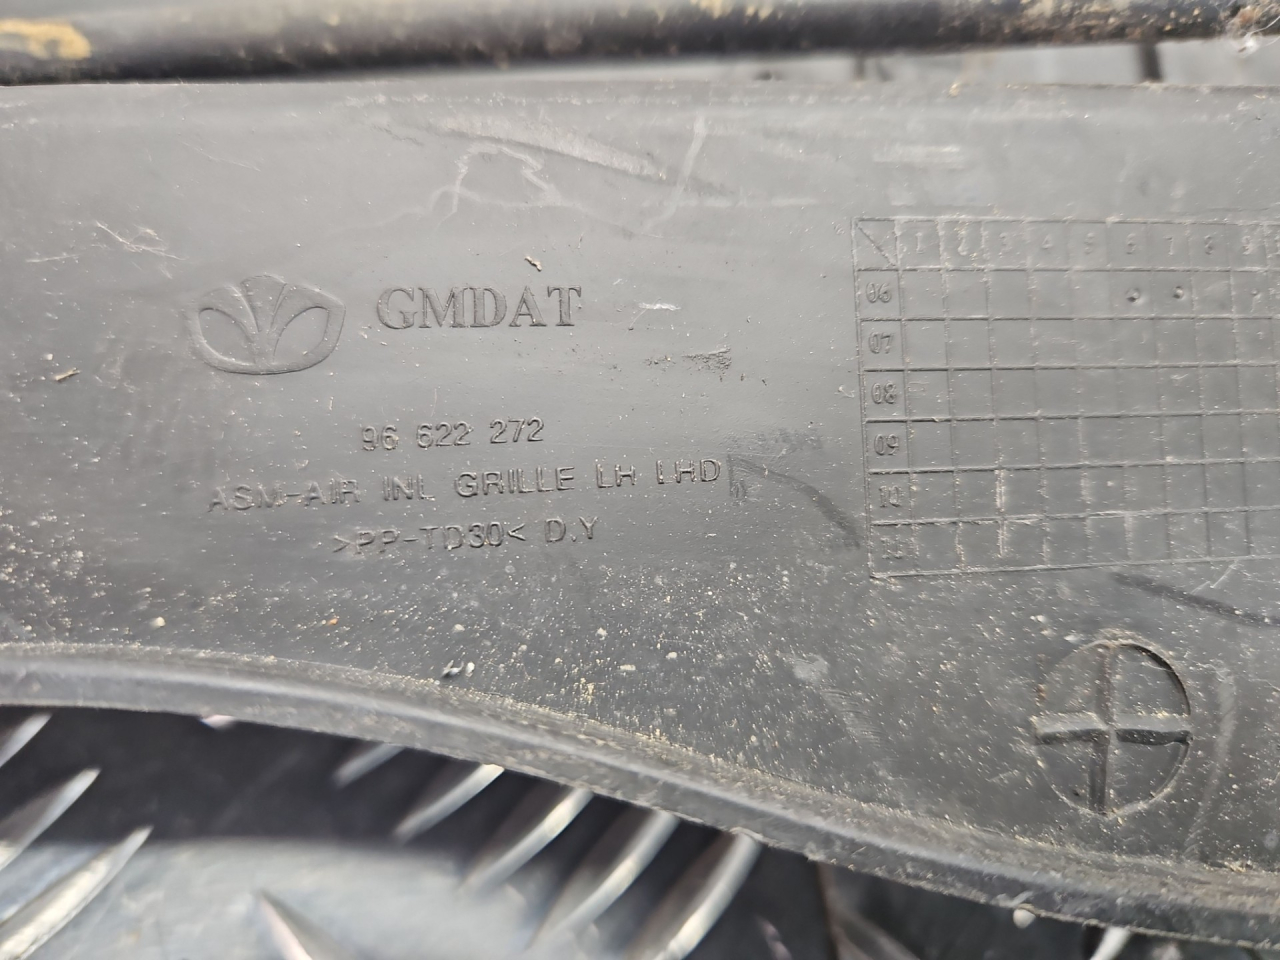 GMDAT
96 622 272
ASM-AIR INL GRILLE LH LHD
>PP-TD30< D.Y
1 2 3 4 5 6 7 8 9
06
07
08
09
10